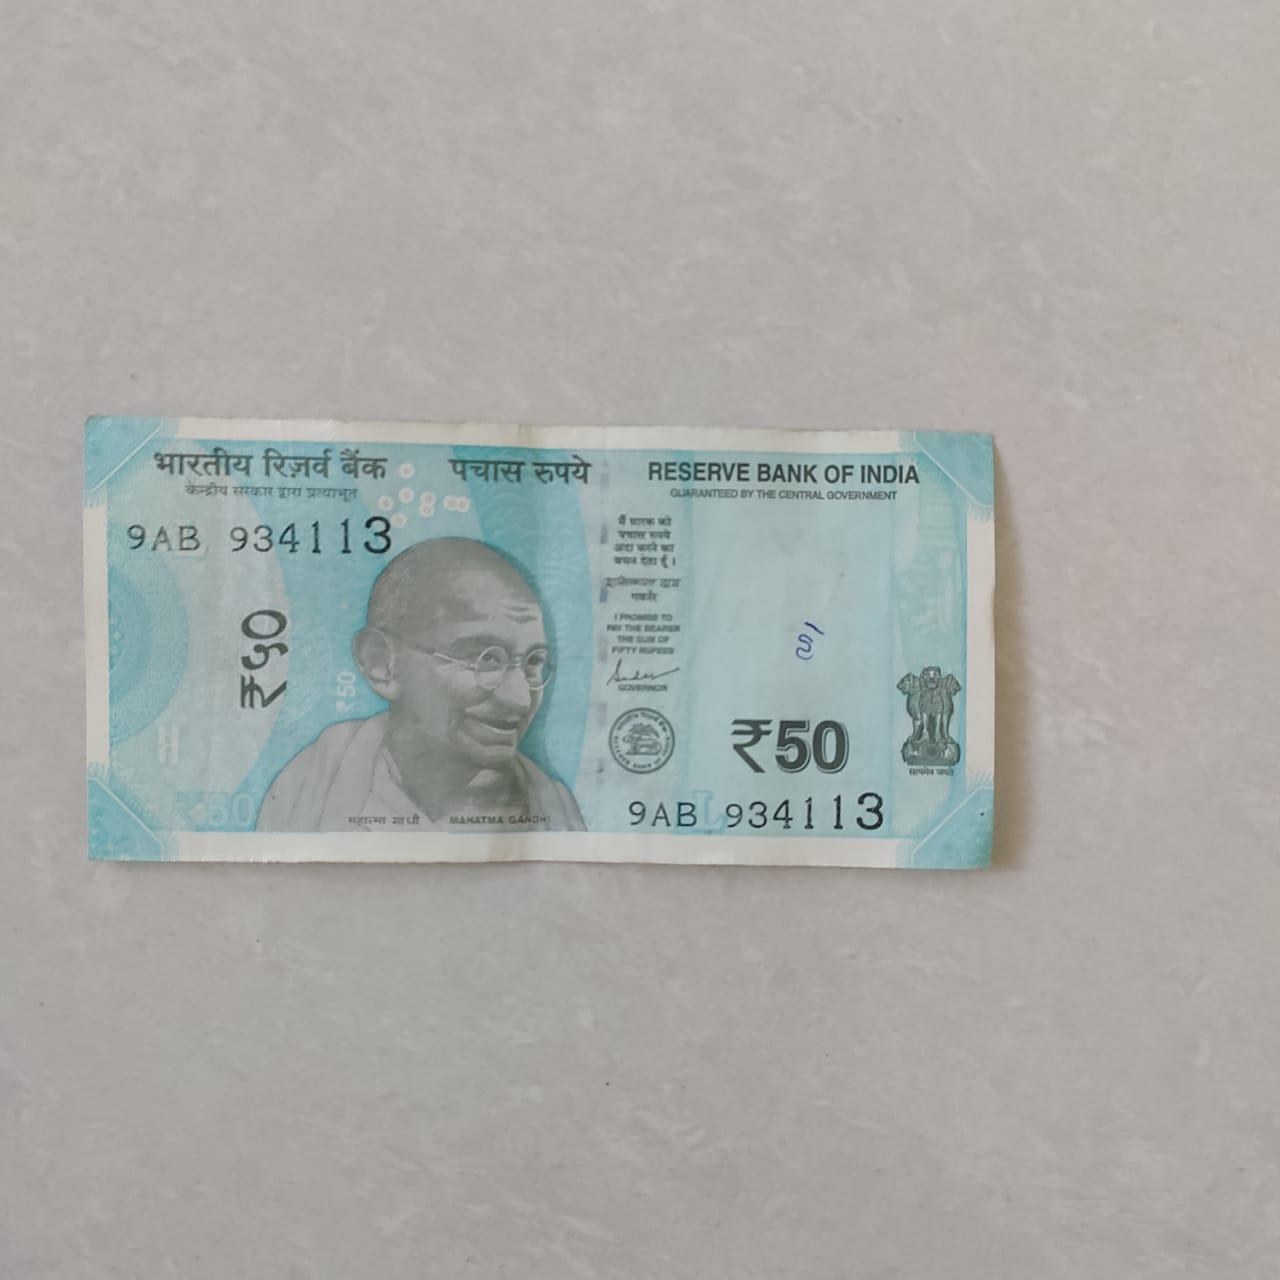 भारतीय रिज़र्व बैंक
केन्द्रीय सरकार द्वारा प्रत्याभूत
पचास रुपये
RESERVE BANK OF INDIA
GUARANTEED BY THE CENTRAL GOVERNMENT
9AB 934113
₹५०
₹50
मैं धारक को
पचास रुपये
अदा करने का
वचन देता हूँ।
शक्तिकान्त दास
गवर्नर
I PROMISE TO
PAY THE BEARER
THE SUM OF
FIFTY RUPEES
GOVERNOR
₹50
सत्यमेव जयते
₹50
महात्मा गांधी
MAHATMA GANDHI
L
9AB 934113